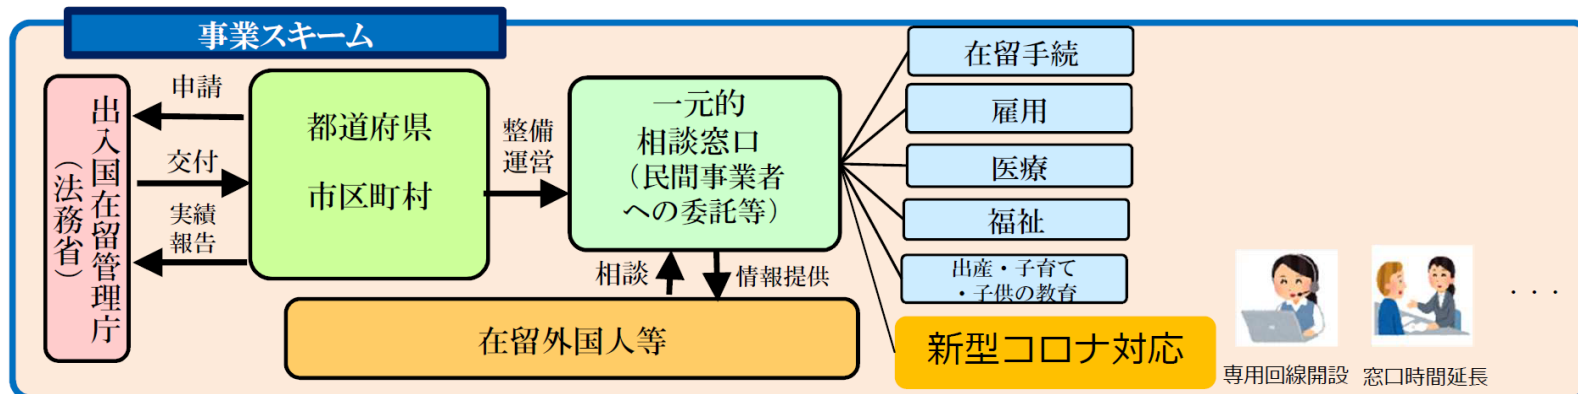 事業スキーム
出入国在留管理庁
（法務省）
申請
交付
実績
報告
都道府県
市区町村
整備
運営
一元的
相談窓口
（民間事業者
への委託等）
相談
情報提供
在留外国人等
在留手続
雇用
医療
福祉
出産・子育て
・子供の教育
新型コロナ対応
専用回線開設
窓口時間延長
・・・